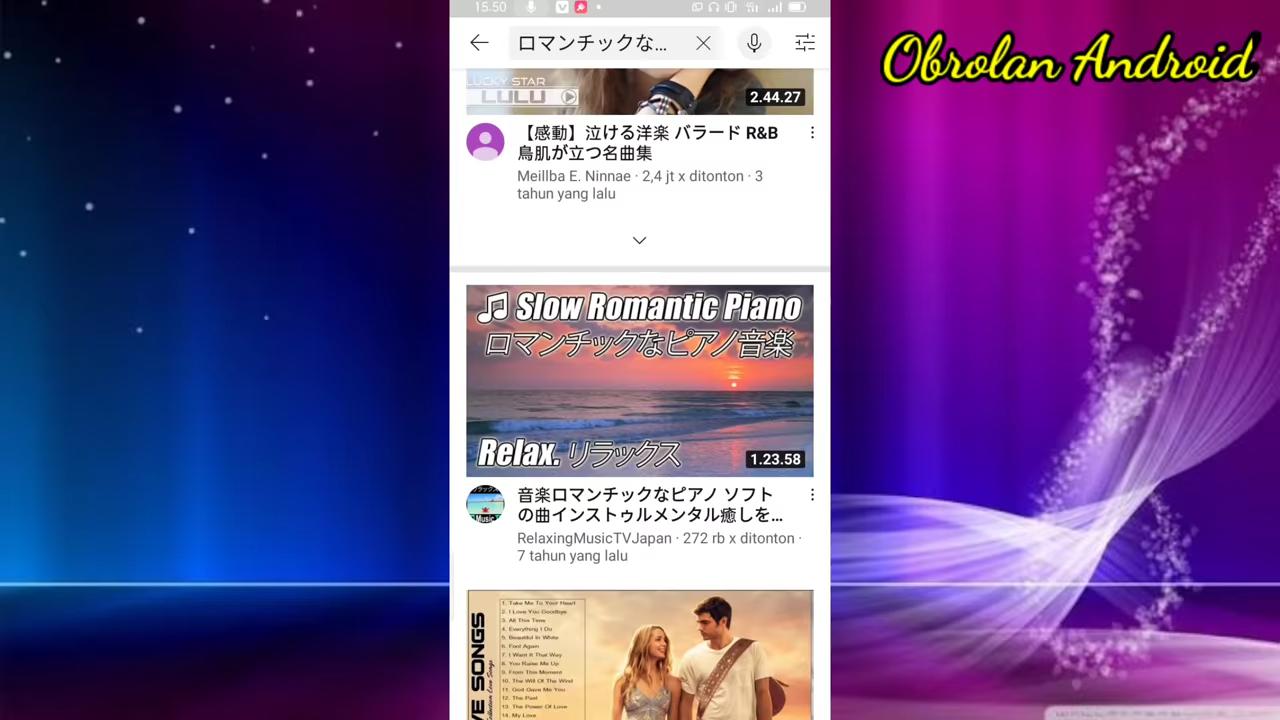 15.50
Obrolan Android
ロマンチックな...
LUCKY STAR
LULU
2.44.27
【感動】泣ける洋楽 バラード R&B
鳥肌が立つ名曲集
Meillba E. Ninnae · 2,4 jt x ditonton · 3
tahun yang lalu
Slow Romantic Piano
ロマンチックなピアノ音楽
Relax. リラックス
1.23.58
音楽ロマンチックなピアノ ソフト
の曲インストゥルメンタル癒しを...
RelaxingMusicTVJapan · 272 rb x ditonton ·
7 tahun yang lalu
1. Take Me To Your Heart
2. I Love You Goodbye
3. All This Time
4. Everything I Do
5. Beautiful In White
6. Fool Again
7. I Want It That Way
8. You Raise Me Up
9. From This Moment
10. The Will Of The Wind
11. God Gave Me You
12. The Past
13. The Power Of Love
14. My Love
VE SONGS